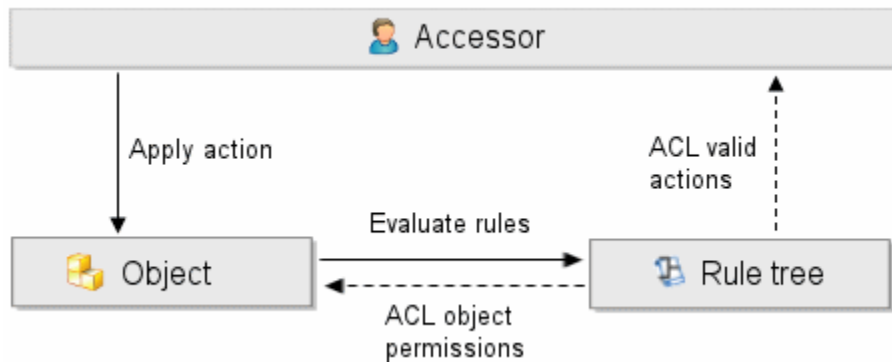 Accessor
Apply action
ACL valid
actions
Evaluate rules
Object
Rule tree
ACL object
permissions